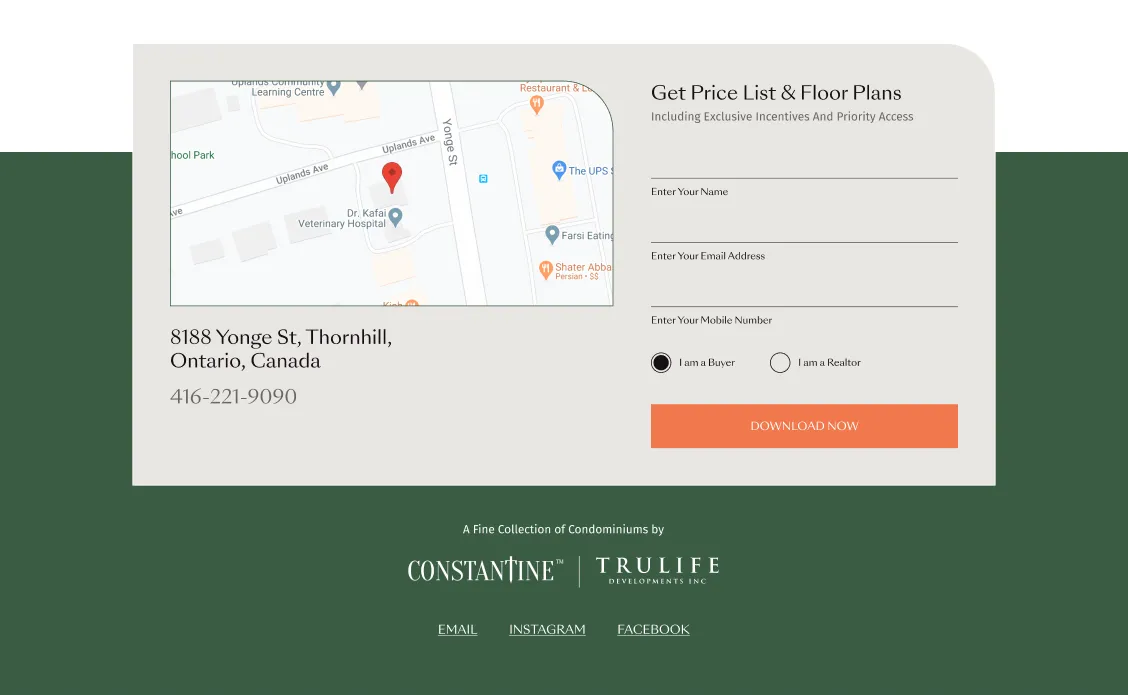 Uplands Community
Learning Centre
Restaurant &
hool Park
Uplands Ave
Uplands Ave
Yonge St
The UPS S
ve
Dr. Kafai
Veterinary Hospital
Farsi Eating
Shater Abba
Persian • $$
8188 Yonge St, Thornhill,
Ontario, Canada
416-221-9090
Get Price List & Floor Plans
Including Exclusive Incentives And Priority Access
Enter Your Name
Enter Your Email Address
Enter Your Mobile Number
I am a Buyer
I am a Realtor
DOWNLOAD NOW
A Fine Collection of Condominiums by
CONSTANTINE™
TRULIFE
DEVELOPMENTS INC
EMAIL
INSTAGRAM
FACEBOOK